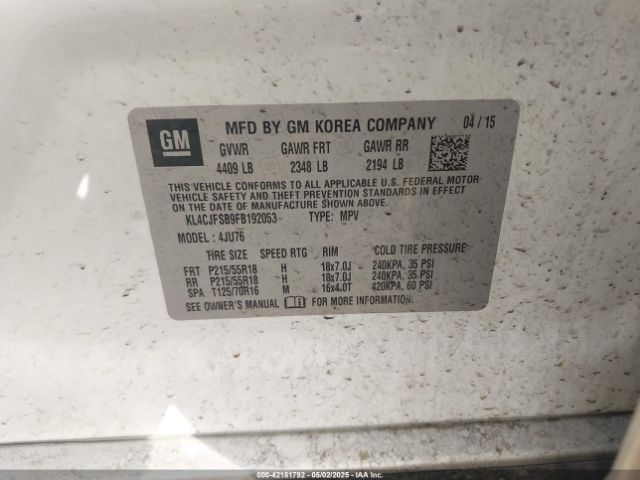 GM
MFD BY GM KOREA COMPANY 04 / 15
GVWR GAWR FRT GAWR RR
4409 LB 2348 LB 2194 LB
THIS VEHICLE CONFORMS TO ALL APPLICABLE U.S. FEDERAL MOTOR
VEHICLE SAFETY AND THEFT PREVENTION STANDARDS IN EFFECT
ON THE DATE OF MANUFACTURE SHOWN ABOVE.
KL4CJFSB9FB192053 TYPE: MPV
MODEL : 4JU76
TIRE SIZE SPEED RTG RIM COLD TIRE PRESSURE
FRT P215/55R18 H 18x7.0J 240KPA, 35 PSI
RR P215/55R18 H 18x7.0J 240KPA, 35 PSI
SPA T125/70R16 M 16x4.0T 420KPA, 60 PSI
SEE OWNER'S MANUAL FOR MORE INFORMATION.
000-42181792 - 05/02/2025 - IAAI Customer